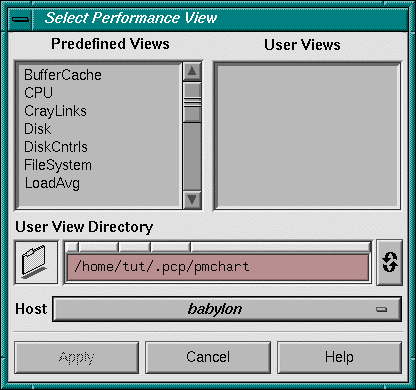 Select Performance View
Predefined Views
User Views
BufferCache
CPU
CrayLinks
Disk
DiskCntrls
FileSystem
LoadAvg
User View Directory
/home/tut/.pcp/pmchart
Host babylon
Apply Cancel Help